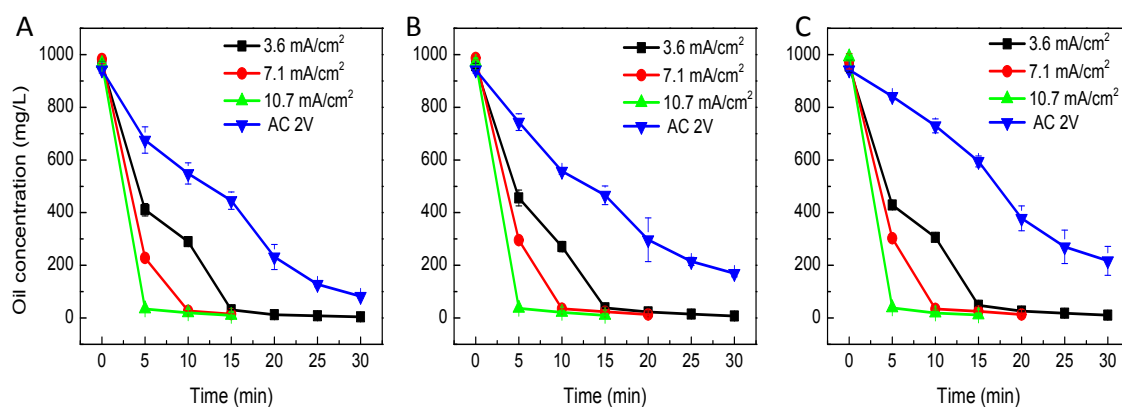 A
Oil concentration (mg/L)
1000
800
600
400
200
0
0 5 10 15 20 25 30
Time (min)
3.6 mA/cm²
7.1 mA/cm²
10.7 mA/cm²
AC 2V
B
1000
800
600
400
200
0
0 5 10 15 20 25 30
Time (min)
3.6 mA/cm²
7.1 mA/cm²
10.7 mA/cm²
AC 2V
C
1000
800
600
400
200
0
0 5 10 15 20 25 30
Time (min)
3.6 mA/cm²
7.1 mA/cm²
10.7 mA/cm²
AC 2V